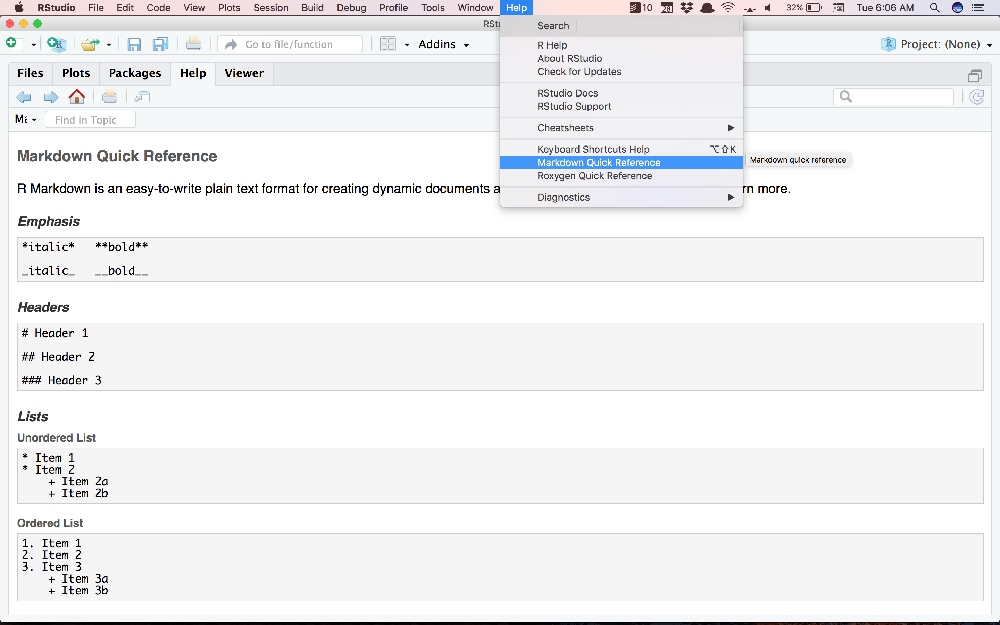 RStudio File Edit Code View Plots Session Build Debug Profile Tools Window Help 10 28 32% Tue 6:06 AM
Search
R Help
About RStudio
Check for Updates
RStudio Docs
RStudio Support
Cheatsheets
Keyboard Shortcuts Help ⌥⇧K
Markdown Quick Reference
Roxygen Quick Reference
Diagnostics
Markdown quick reference
Go to file/function Addins R Project: (None)
Files Plots Packages Help Viewer
Find in Topic
Markdown Quick Reference
R Markdown is an easy-to-write plain text format for creating dynamic documents more.
Emphasis
*italic* **bold**
_italic_ __bold__
Headers
# Header 1
## Header 2
### Header 3
Lists
Unordered List
* Item 1
* Item 2
+ Item 2a
+ Item 2b
Ordered List
1. Item 1
2. Item 2
3. Item 3
+ Item 3a
+ Item 3b